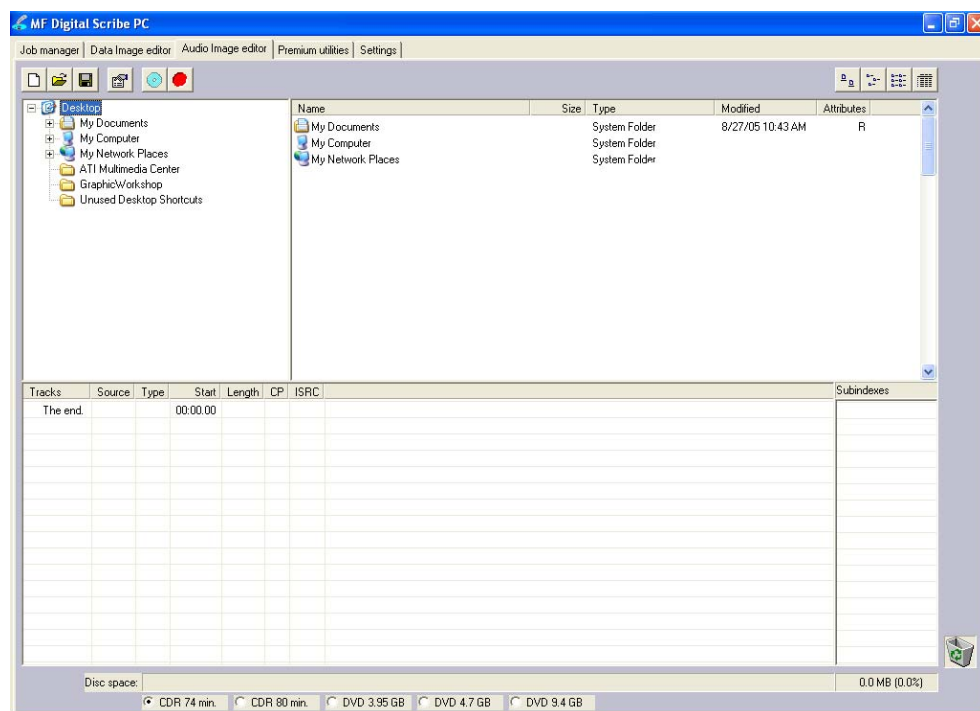 MF Digital Scribe PC
Job manager Data Image editor Audio Image editor Premium utilities Settings
Desktop
My Documents
My Computer
My Network Places
ATI Multimedia Center
GraphicWorkshop
Unused Desktop Shortcuts
Name Size Type Modified Attributes
My Documents System Folder 8/27/05 10:43 AM R
My Computer System Folder
My Network Places System Folder
Tracks Source Type Start Length CP ISRC Subindexes
The end. 00:00.00
Disc space: 0.0 MB (0.0%)
CDR 74 min. CDR 80 min. DVD 3.95 GB DVD 4.7 GB DVD 9.4 GB